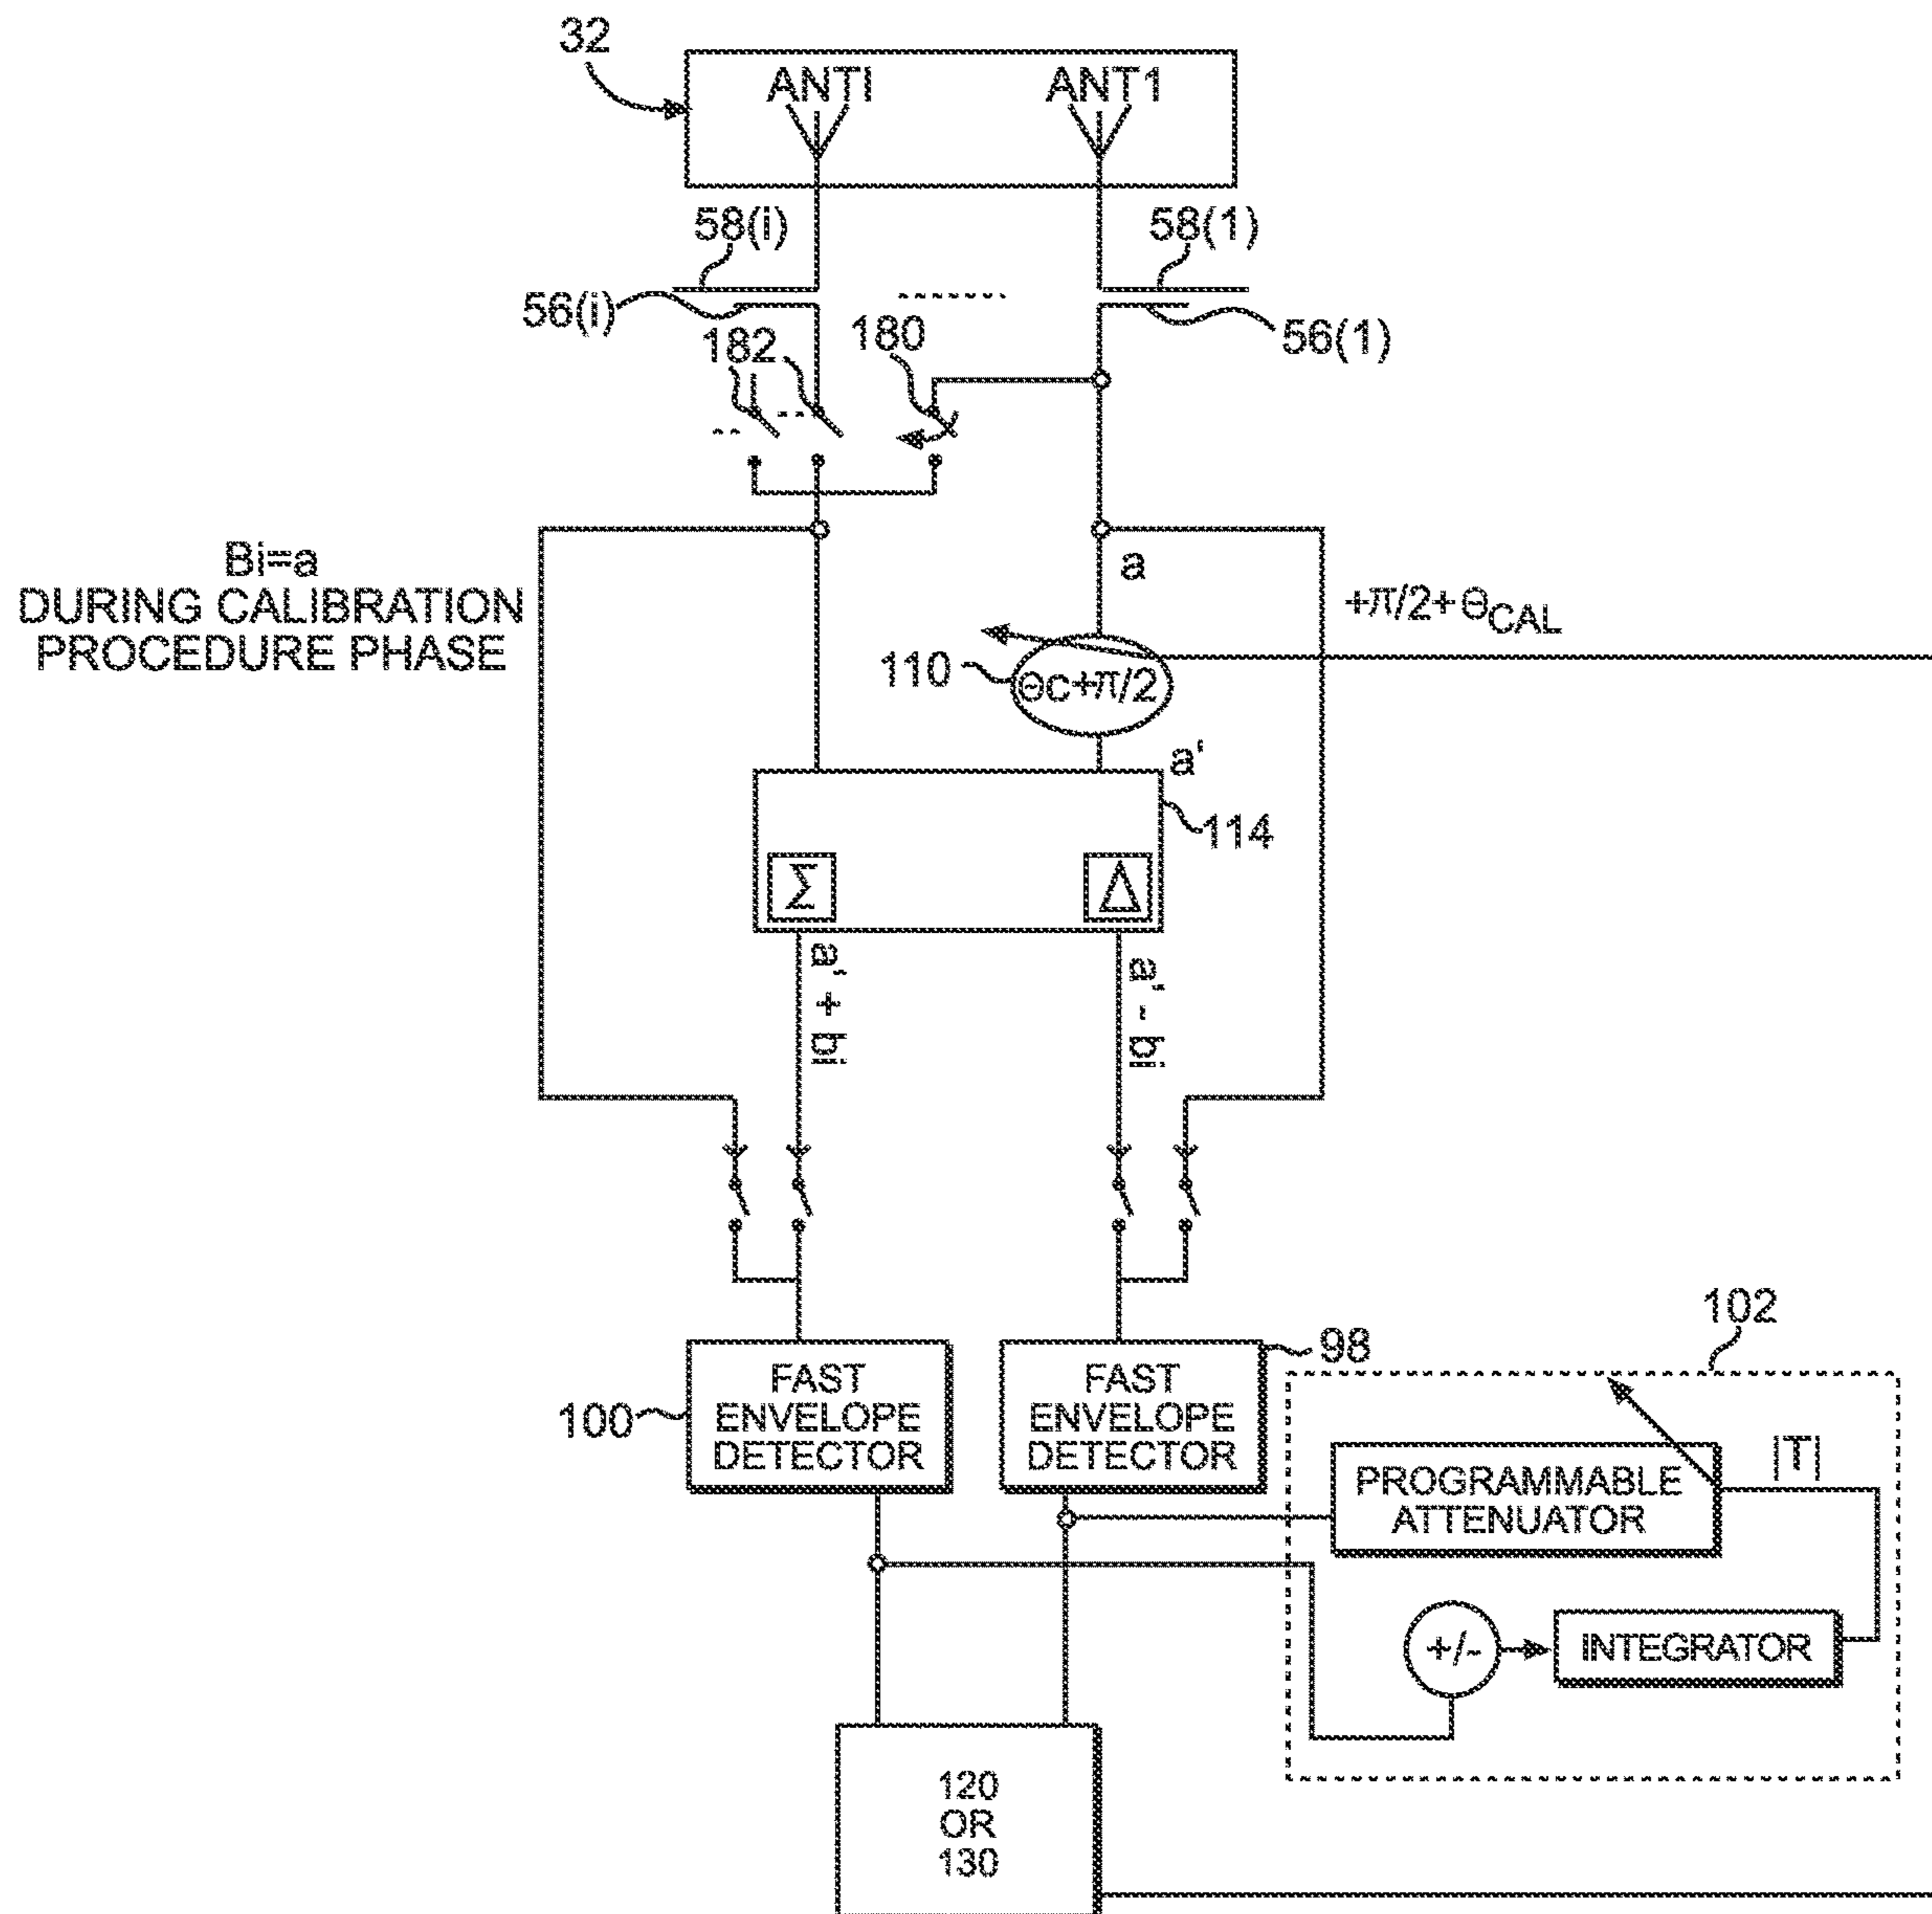 32
ANTI
ANT1
58(i)
58(1)
56(i)
182
180
56(1)
Bi=a
DURING CALIBRATION
PROCEDURE PHASE
a
+π/2+ΘCAL
110
Θc+π/2
a'
114
Σ
Δ
a' + bi
a' - bi
102
98
100
FAST
ENVELOPE
DETECTOR
FAST
ENVELOPE
DETECTOR
PROGRAMMABLE
ATTENUATOR
|T|
+/-
INTEGRATOR
120
OR
130